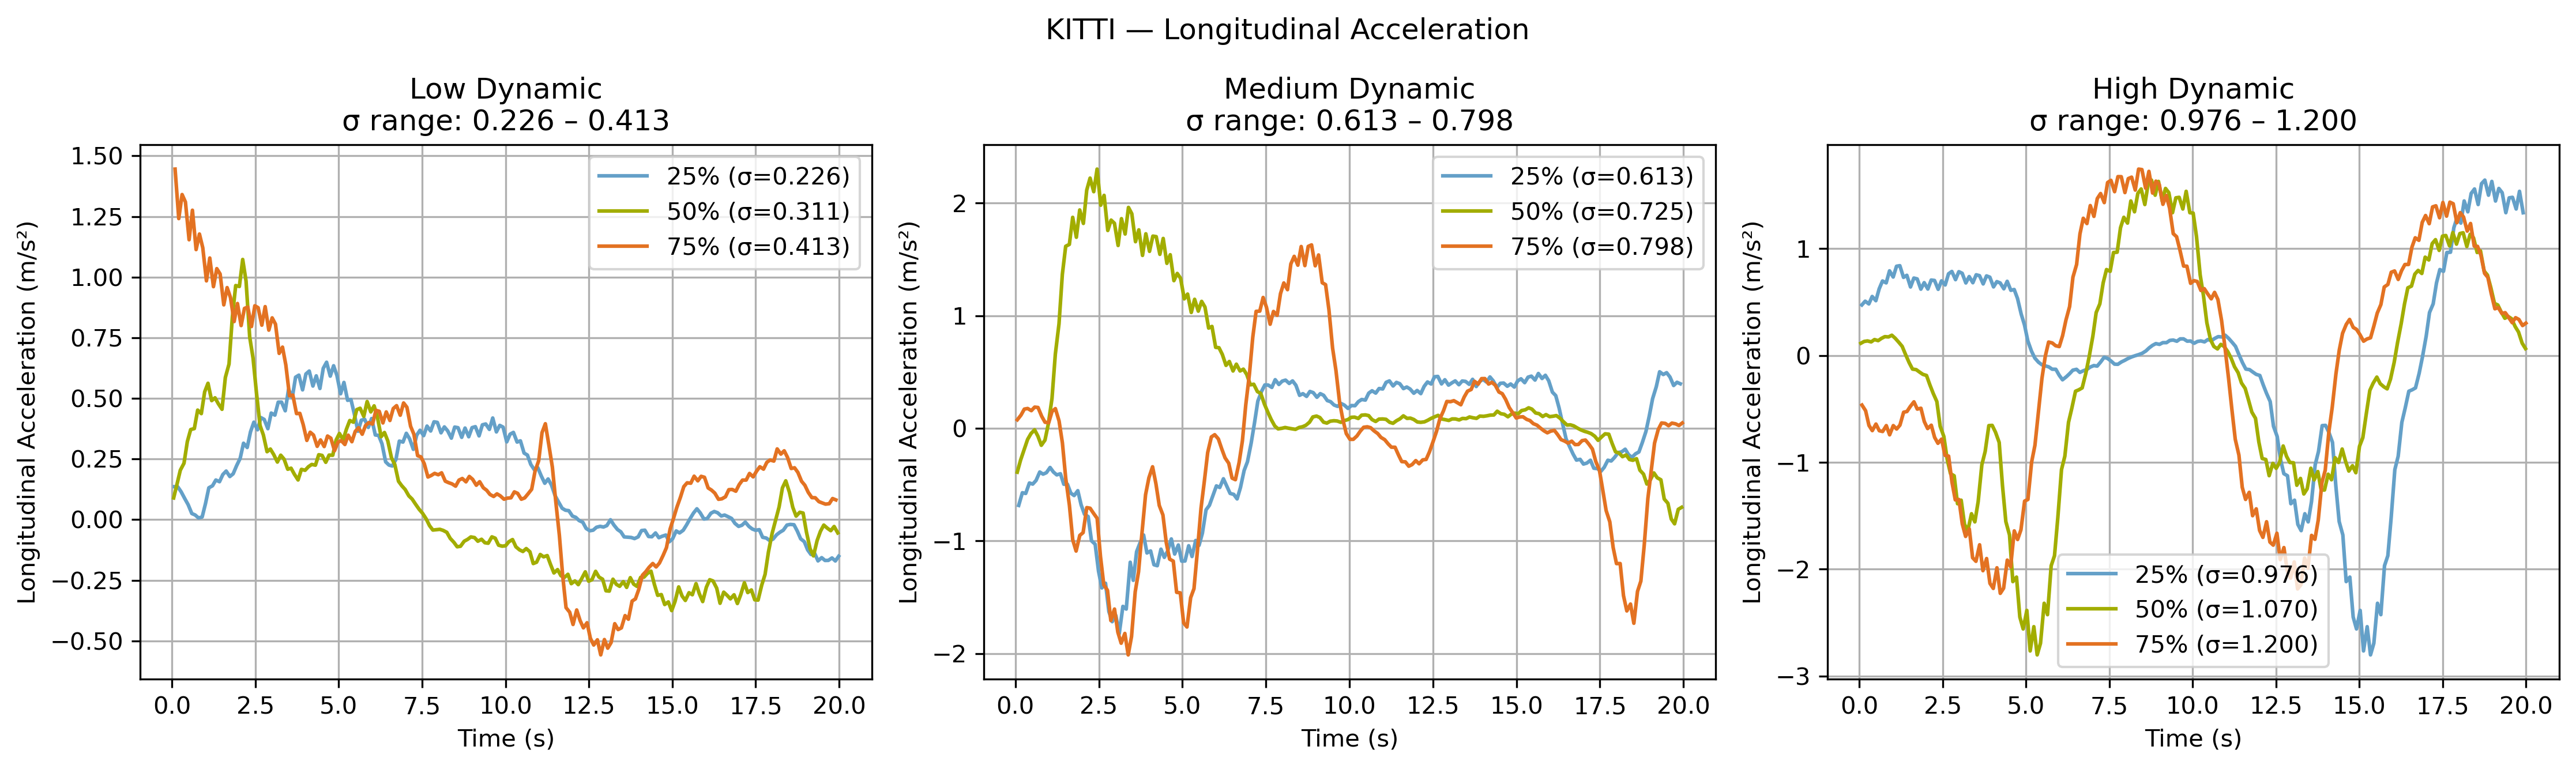 KITTI — Longitudinal Acceleration
Low Dynamic
σ range: 0.226 – 0.413
1.50
1.25
1.00
0.75
0.50
0.25
0.00
−0.25
−0.50
Longitudinal Acceleration (m/s²)
25% (σ=0.226)
50% (σ=0.311)
75% (σ=0.413)
0.0 2.5 5.0 7.5 10.0 12.5 15.0 17.5 20.0
Time (s)
Medium Dynamic
σ range: 0.613 – 0.798
2
1
0
−1
−2
Longitudinal Acceleration (m/s²)
25% (σ=0.613)
50% (σ=0.725)
75% (σ=0.798)
0.0 2.5 5.0 7.5 10.0 12.5 15.0 17.5 20.0
Time (s)
High Dynamic
σ range: 0.976 – 1.200
1
0
−1
−2
−3
Longitudinal Acceleration (m/s²)
25% (σ=0.976)
50% (σ=1.070)
75% (σ=1.200)
0.0 2.5 5.0 7.5 10.0 12.5 15.0 17.5 20.0
Time (s)